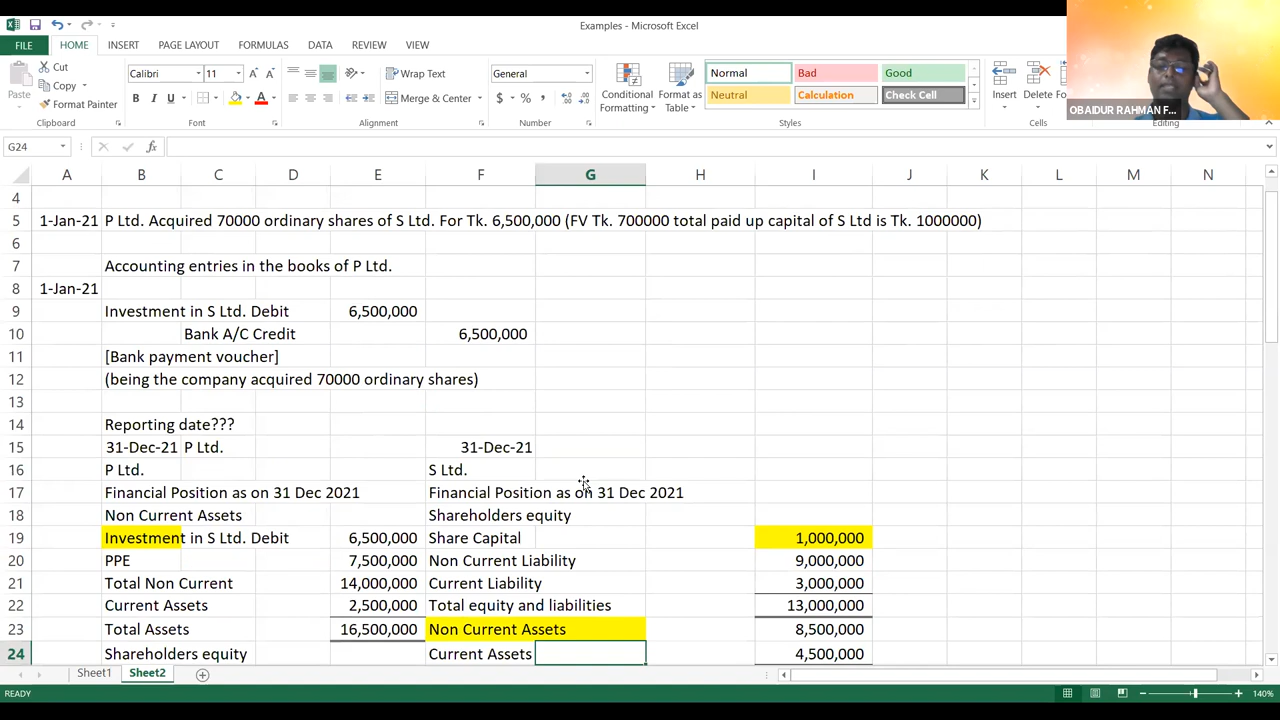 Examples - Microsoft Excel
FILE HOME INSERT PAGE LAYOUT FORMULAS DATA REVIEW VIEW
Paste Cut Copy Format Painter
Clipboard
Calibri 11
B I U A
Font
Wrap Text
Merge & Center
Alignment
General
$ % ,
Number
Conditional Formatting
Format as Table
Normal Bad Good
Neutral Calculation Check Cell
Styles
Insert Delete Fo
Cells
Editing
OBAIDUR RAHMAN F...
G24 fx
A B C D E F G H I J K L M N
4
5 1-Jan-21 P Ltd. Acquired 70000 ordinary shares of S Ltd. For Tk. 6,500,000 (FV Tk. 700000 total paid up capital of S Ltd is Tk. 1000000)
6
7 Accounting entries in the books of P Ltd.
8 1-Jan-21
9 Investment in S Ltd. Debit 6,500,000
10 Bank A/C Credit 6,500,000
11 [Bank payment voucher]
12 (being the company acquired 70000 ordinary shares)
13
14 Reporting date???
15 31-Dec-21 P Ltd. 31-Dec-21
16 P Ltd. S Ltd.
17 Financial Position as on 31 Dec 2021 Financial Position as on 31 Dec 2021
18 Non Current Assets Shareholders equity
19 Investment in S Ltd. Debit 6,500,000 Share Capital 1,000,000
20 PPE 7,500,000 Non Current Liability 9,000,000
21 Total Non Current 14,000,000 Current Liability 3,000,000
22 Current Assets 2,500,000 Total equity and liabilities 13,000,000
23 Total Assets 16,500,000 Non Current Assets 8,500,000
24 Shareholders equity Current Assets 4,500,000
Sheet1 Sheet2
READY 140%